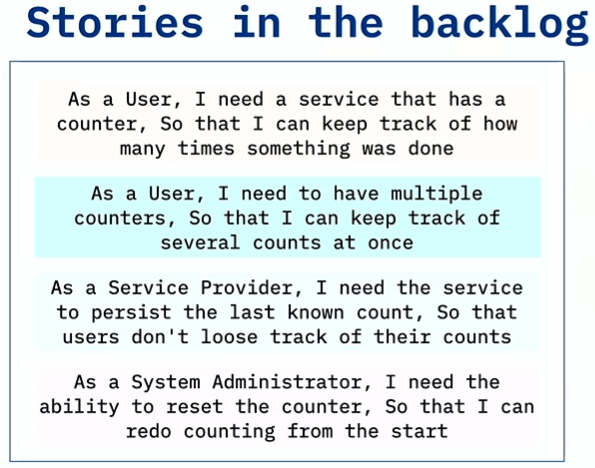 Stories in the backlog
As a User, I need a service that has a
counter, So that I can keep track of how
many times something was done
As a User, I need to have multiple
counters, So that I can keep track of
several counts at once
As a Service Provider, I need the service
to persist the last known count, So that
users don't loose track of their counts
As a System Administrator, I need the
ability to reset the counter, So that I can
redo counting from the start